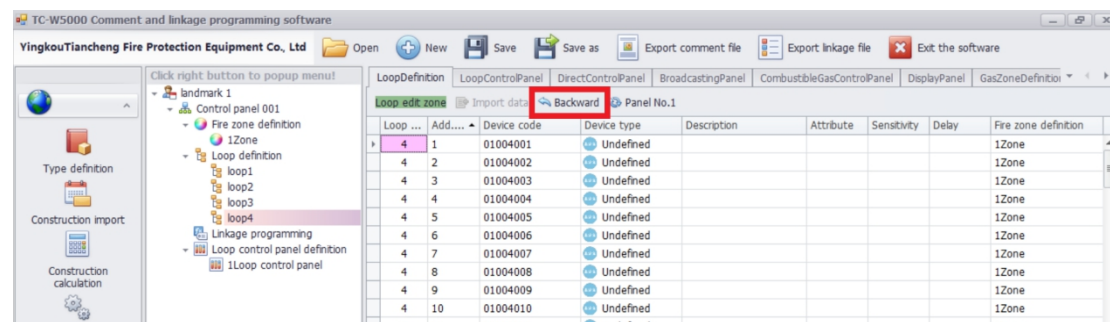 TC-W5000 Comment and linkage programming software
YingkouTiancheng Fire Protection Equipment Co., Ltd Open New Save Save as Export comment file Export linkage file Exit the software
Click right button to popup menu!
landmark 1
Control panel 001
Fire zone definition
1Zone
Loop definition
loop1
loop2
loop3
loop4
Linkage programming
Loop control panel definition
1Loop control panel
Type definition
Construction import
Construction
calculation
LoopDefinition LoopControlPanel DirectControlPanel BroadcastingPanel CombustibleGasControlPanel DisplayPanel GasZoneDefinition
Loop edit zone Import data Backward Panel No.1
Loop ... Add.... Device code Device type Description Attribute Sensitivity Delay Fire zone definition
4 1 01004001 Undefined 1Zone
4 2 01004002 Undefined 1Zone
4 3 01004003 Undefined 1Zone
4 4 01004004 Undefined 1Zone
4 5 01004005 Undefined 1Zone
4 6 01004006 Undefined 1Zone
4 7 01004007 Undefined 1Zone
4 8 01004008 Undefined 1Zone
4 9 01004009 Undefined 1Zone
4 10 01004010 Undefined 1Zone